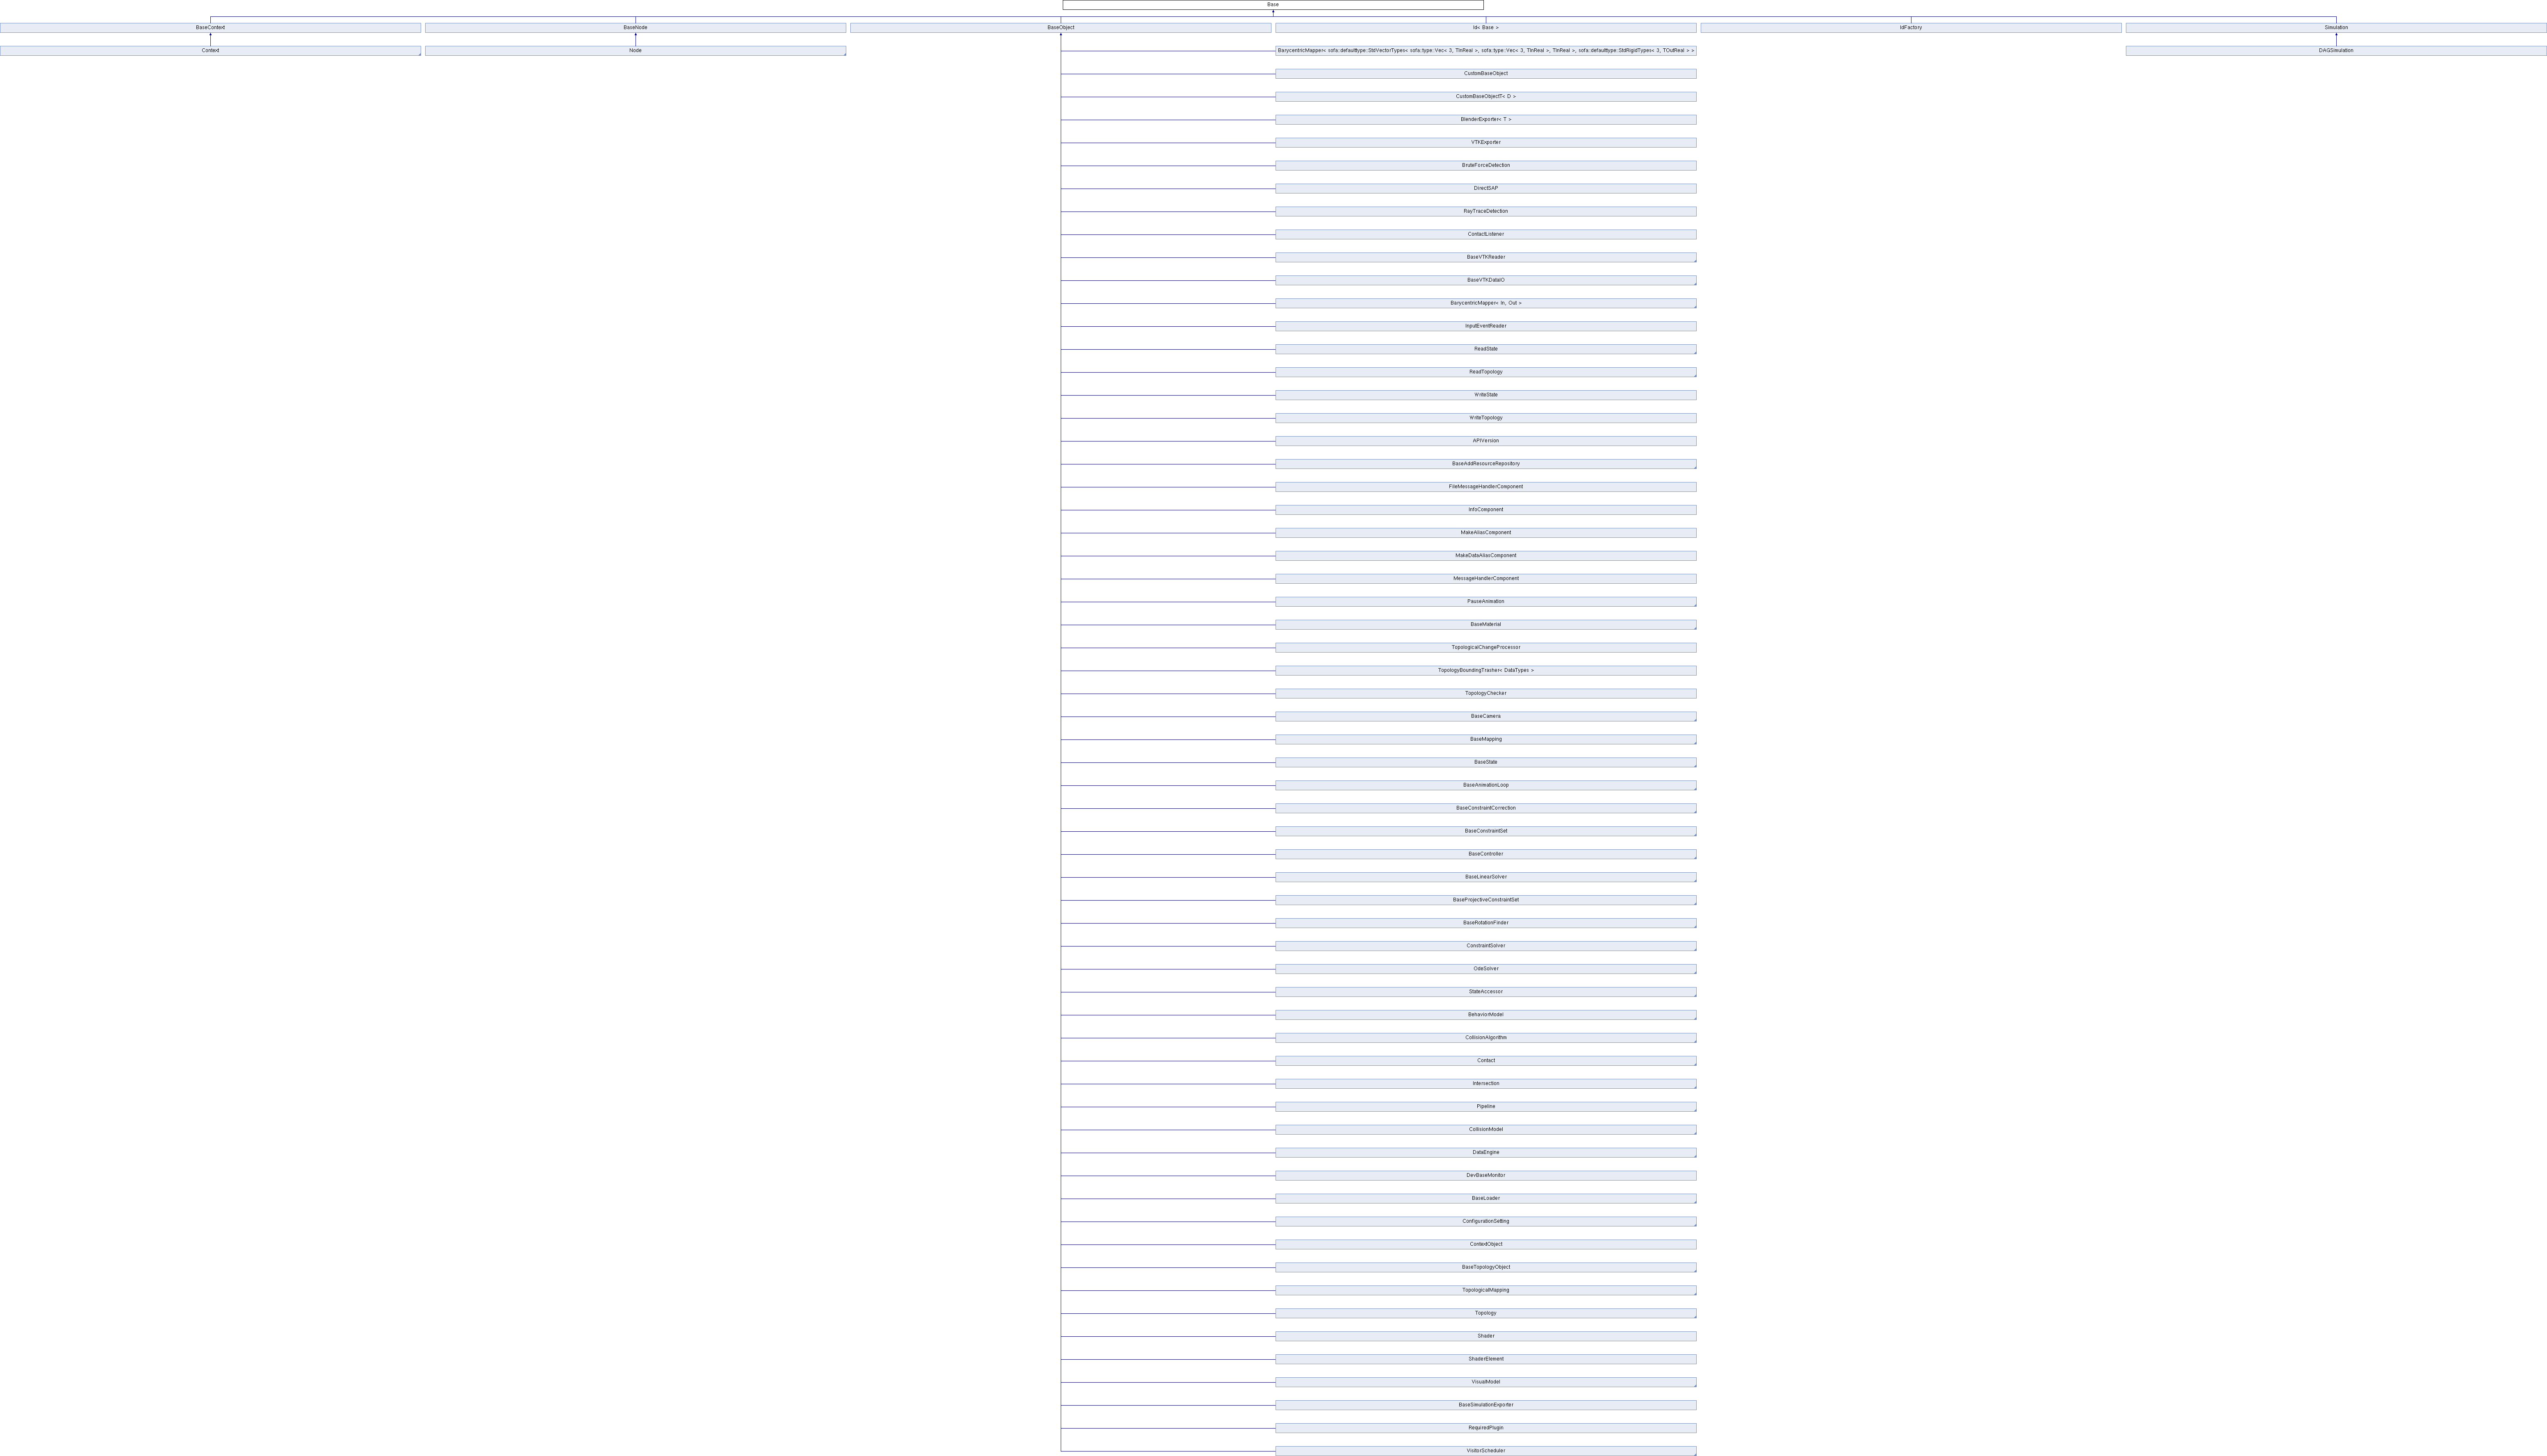 Base
BaseContext
BaseNode
BaseObject
Id< Base >
IdFactory
Simulation
Context
Node
BarycentricMapper< sofa::defaulttype::StdVectorTypes< sofa::type::Vec< 3, TInReal >, sofa::type::Vec< 3, TInReal >, TInReal >, sofa::defaulttype::StdRigidTypes< 3, TOutReal > >
DAGSimulation
CustomBaseObject
CustomBaseObjectT< D >
BlenderExporter< T >
VTKExporter
BruteForceDetection
DirectSAP
RayTraceDetection
ContactListener
BaseVTKReader
BaseVTKDataIO
BarycentricMapper< In, Out >
InputEventReader
ReadState
ReadTopology
WriteState
WriteTopology
APIVersion
BaseAddResourceRepository
FileMessageHandlerComponent
InfoComponent
MakeAliasComponent
MakeDataAliasComponent
MessageHandlerComponent
PauseAnimation
BaseMaterial
TopologicalChangeProcessor
TopologyBoundingTrasher< DataTypes >
TopologyChecker
BaseCamera
BaseMapping
BaseState
BaseAnimationLoop
BaseConstraintCorrection
BaseConstraintSet
BaseController
BaseLinearSolver
BaseProjectiveConstraintSet
BaseRotationFinder
ConstraintSolver
OdeSolver
StateAccessor
BehaviorModel
CollisionAlgorithm
Contact
Intersection
Pipeline
CollisionModel
DataEngine
DevBaseMonitor
BaseLoader
ConfigurationSetting
ContextObject
BaseTopologyObject
TopologicalMapping
Topology
Shader
ShaderElement
VisualModel
BaseSimulationExporter
RequiredPlugin
VisitorScheduler